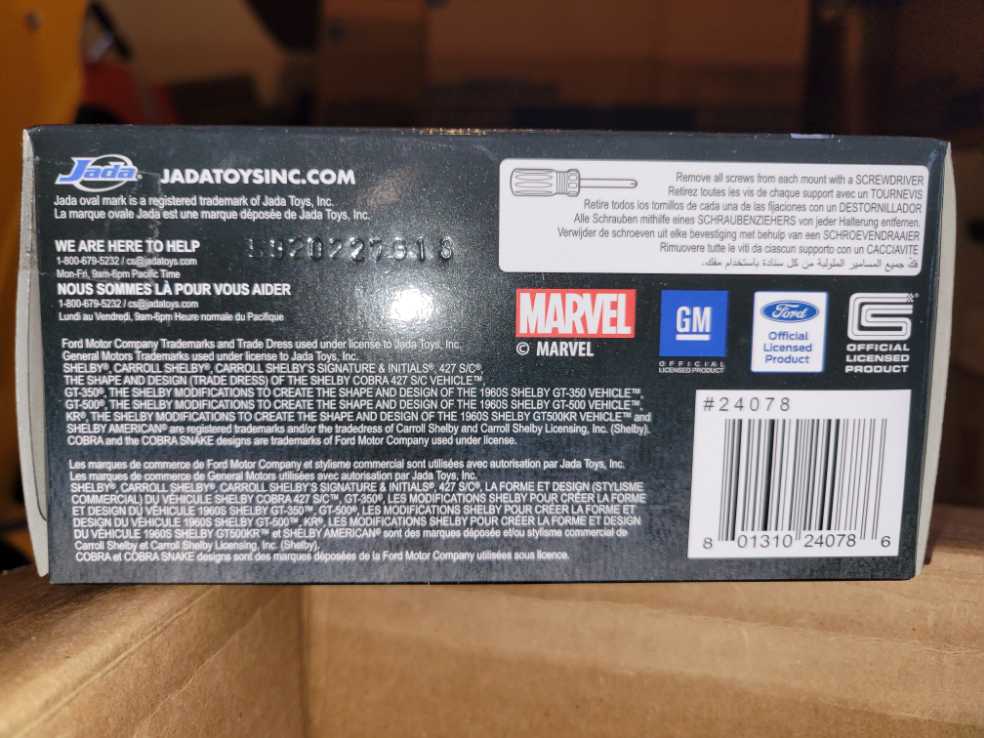 Jada JADATOYSINC.COM
Jada oval mark is a registered trademark of Jada Toys, Inc.
La marque ovale Jada est une marque déposée de Jada Toys, Inc.
WE ARE HERE TO HELP
1-800-679-5232 / cs@jadatoys.com
Mon-Fri, 9am-6pm Pacific Time
NOUS SOMMES LÀ POUR VOUS AIDER
1-800-679-5232 / cs@jadatoys.com
Lundi au Vendredi, 9am-6pm Heure normale du Pacifique
Ford Motor Company Trademarks and Trade Dress used under license to Jada Toys, Inc.
General Motors Trademarks used under license to Jada Toys, Inc.
SHELBY®, CARROLL SHELBY®, CARROLL SHELBY'S SIGNATURE & INITIALS®, 427 S/C®,
THE SHAPE AND DESIGN (TRADE DRESS) OF THE SHELBY COBRA 427 S/C VEHICLE™,
GT-350®, THE SHELBY MODIFICATIONS TO CREATE THE SHAPE AND DESIGN OF THE 1960S SHELBY GT-350 VEHICLE™,
GT-500®, THE SHELBY MODIFICATIONS TO CREATE THE SHAPE AND DESIGN OF THE 1960S SHELBY GT-500 VEHICLE™,
KR®, THE SHELBY MODIFICATIONS TO CREATE THE SHAPE AND DESIGN OF THE 1960S SHELBY GT500KR VEHICLE™ and
SHELBY AMERICAN® are registered trademarks and/or the tradedress of Carroll Shelby and Carroll Shelby Licensing, Inc. (Shelby).
COBRA and the COBRA SNAKE designs are trademarks of Ford Motor Company used under license.
Les marques de commerce de Ford Motor Company et stylisme commercial sont utilisées avec autorisation par Jada Toys, Inc.
Les marques de commerce de General Motors utilisées avec autorisation par Jada Toys, Inc.
SHELBY®, CARROLL SHELBY®, CARROLL SHELBY'S SIGNATURE & INITIALS®, 427 S/C®, LA FORME ET DESIGN (STYLISME
COMMERCIAL) DU VÉHICULE SHELBY COBRA 427 S/C™, GT-350®, LES MODIFICATIONS SHELBY POUR CRÉER LA FORME
ET DESIGN DU VÉHICULE 1960S SHELBY GT-350™, GT-500®, LES MODIFICATIONS SHELBY POUR CRÉER LA FORME ET
DESIGN DU VÉHICULE 1960S SHELBY GT-500™, KR®, LES MODIFICATIONS SHELBY POUR CRÉER LA FORME ET DESIGN
DU VÉHICULE 1960S SHELBY GT500KR™ et SHELBY AMERICAN® sont des marques déposées et/ou stylisme commercial de
Carroll Shelby et Carroll Shelby Licensing, Inc. (Shelby).
COBRA et COBRA SNAKE designs sont des marques déposées de la Ford Motor Company utilisées sous licence.
Remove all screws from each mount with a SCREWDRIVER
Retirez toutes les vis de chaque support avec un TOURNEVIS
Retire todos los tornillos de cada una de las fijaciones con un DESTORNILLADOR
Alle Schrauben mithilfe eines SCHRAUBENZIEHERS von jeder Halterung entfernen.
Verwijder de schroeven uit elke bevestiging met behulp van een SCHROEVENDRAAIER
Rimuovere tutte le viti da ciascun supporto con un CACCIAVITE
فك جميع المسامير الملولبة من كل سنادة باستخدام مفك.
MARVEL
© MARVEL
GM
OFFICIAL
LICENSED PRODUCT
Ford
Official
Licensed
Product
OFFICIAL
LICENSED
PRODUCT
#24078
8 01310 24078 6